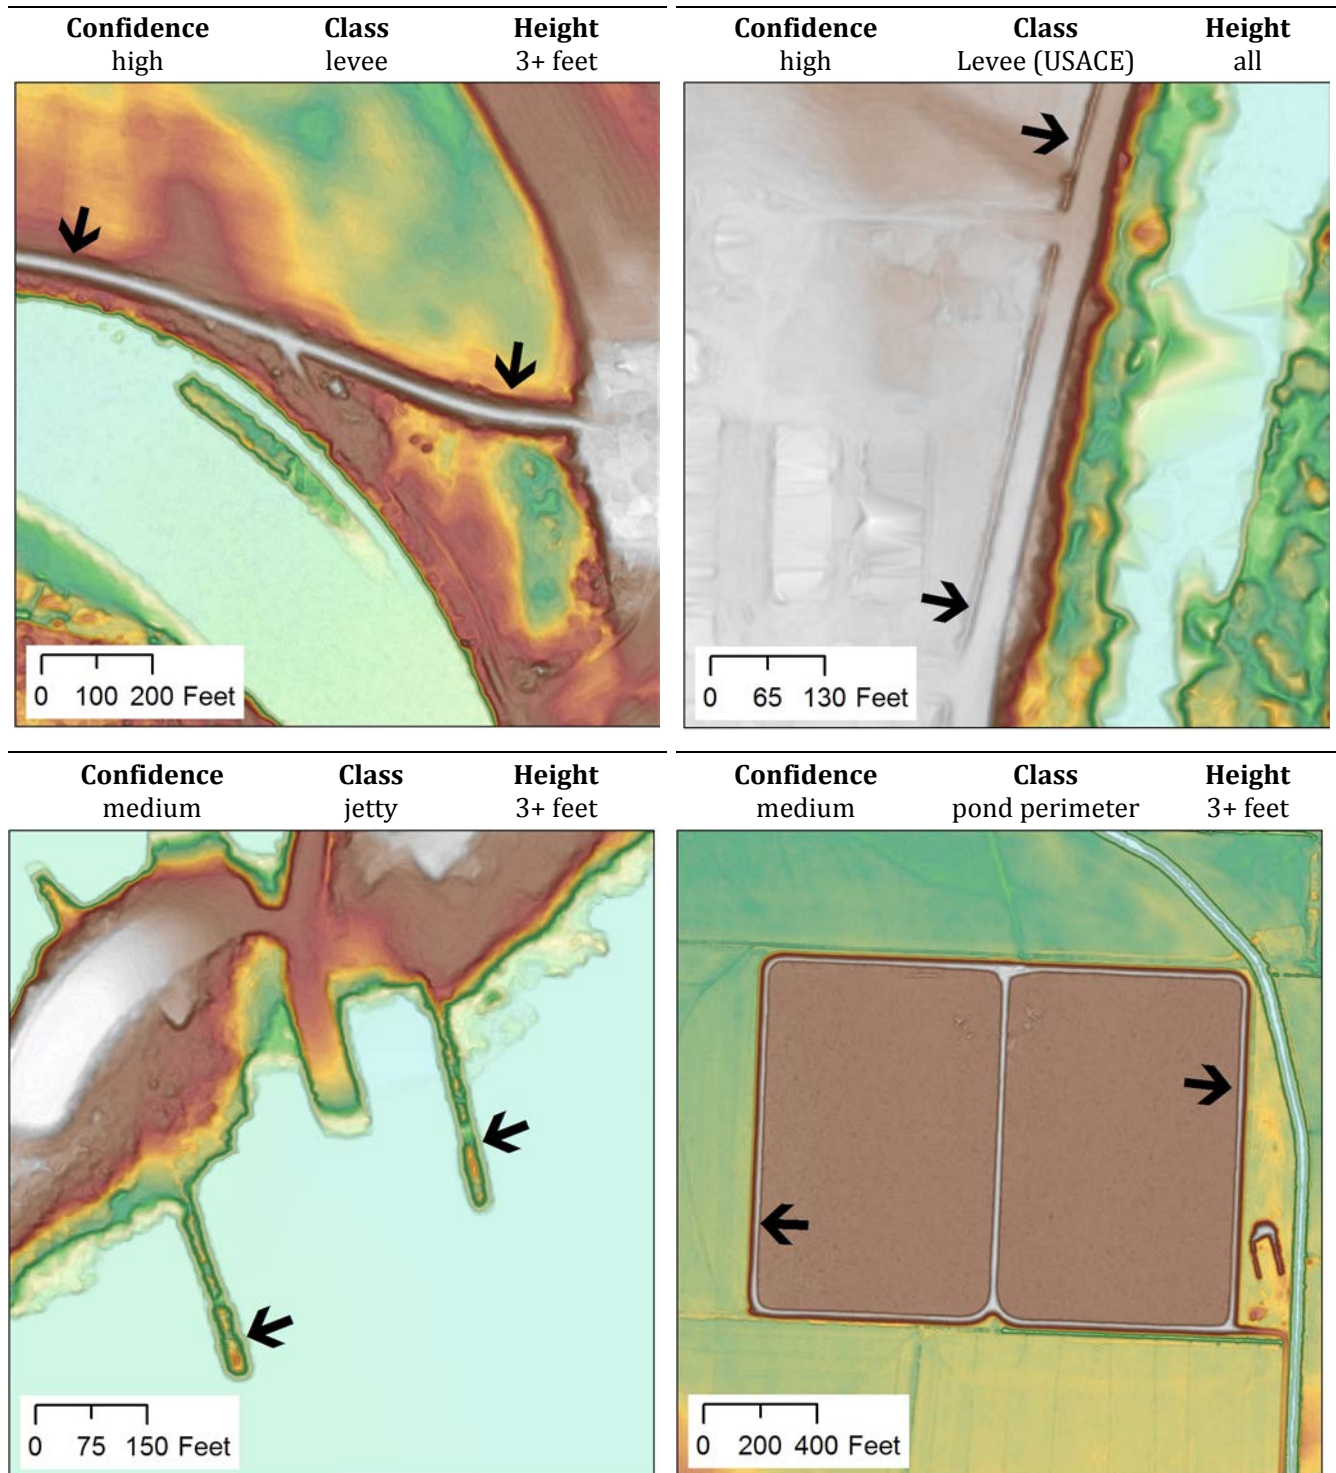 Confidence Class Height
high levee 3+ feet
0 100 200 Feet
Confidence Class Height
high Levee (USACE) all
0 65 130 Feet
Confidence Class Height
medium jetty 3+ feet
0 75 150 Feet
Confidence Class Height
medium pond perimeter 3+ feet
0 200 400 Feet